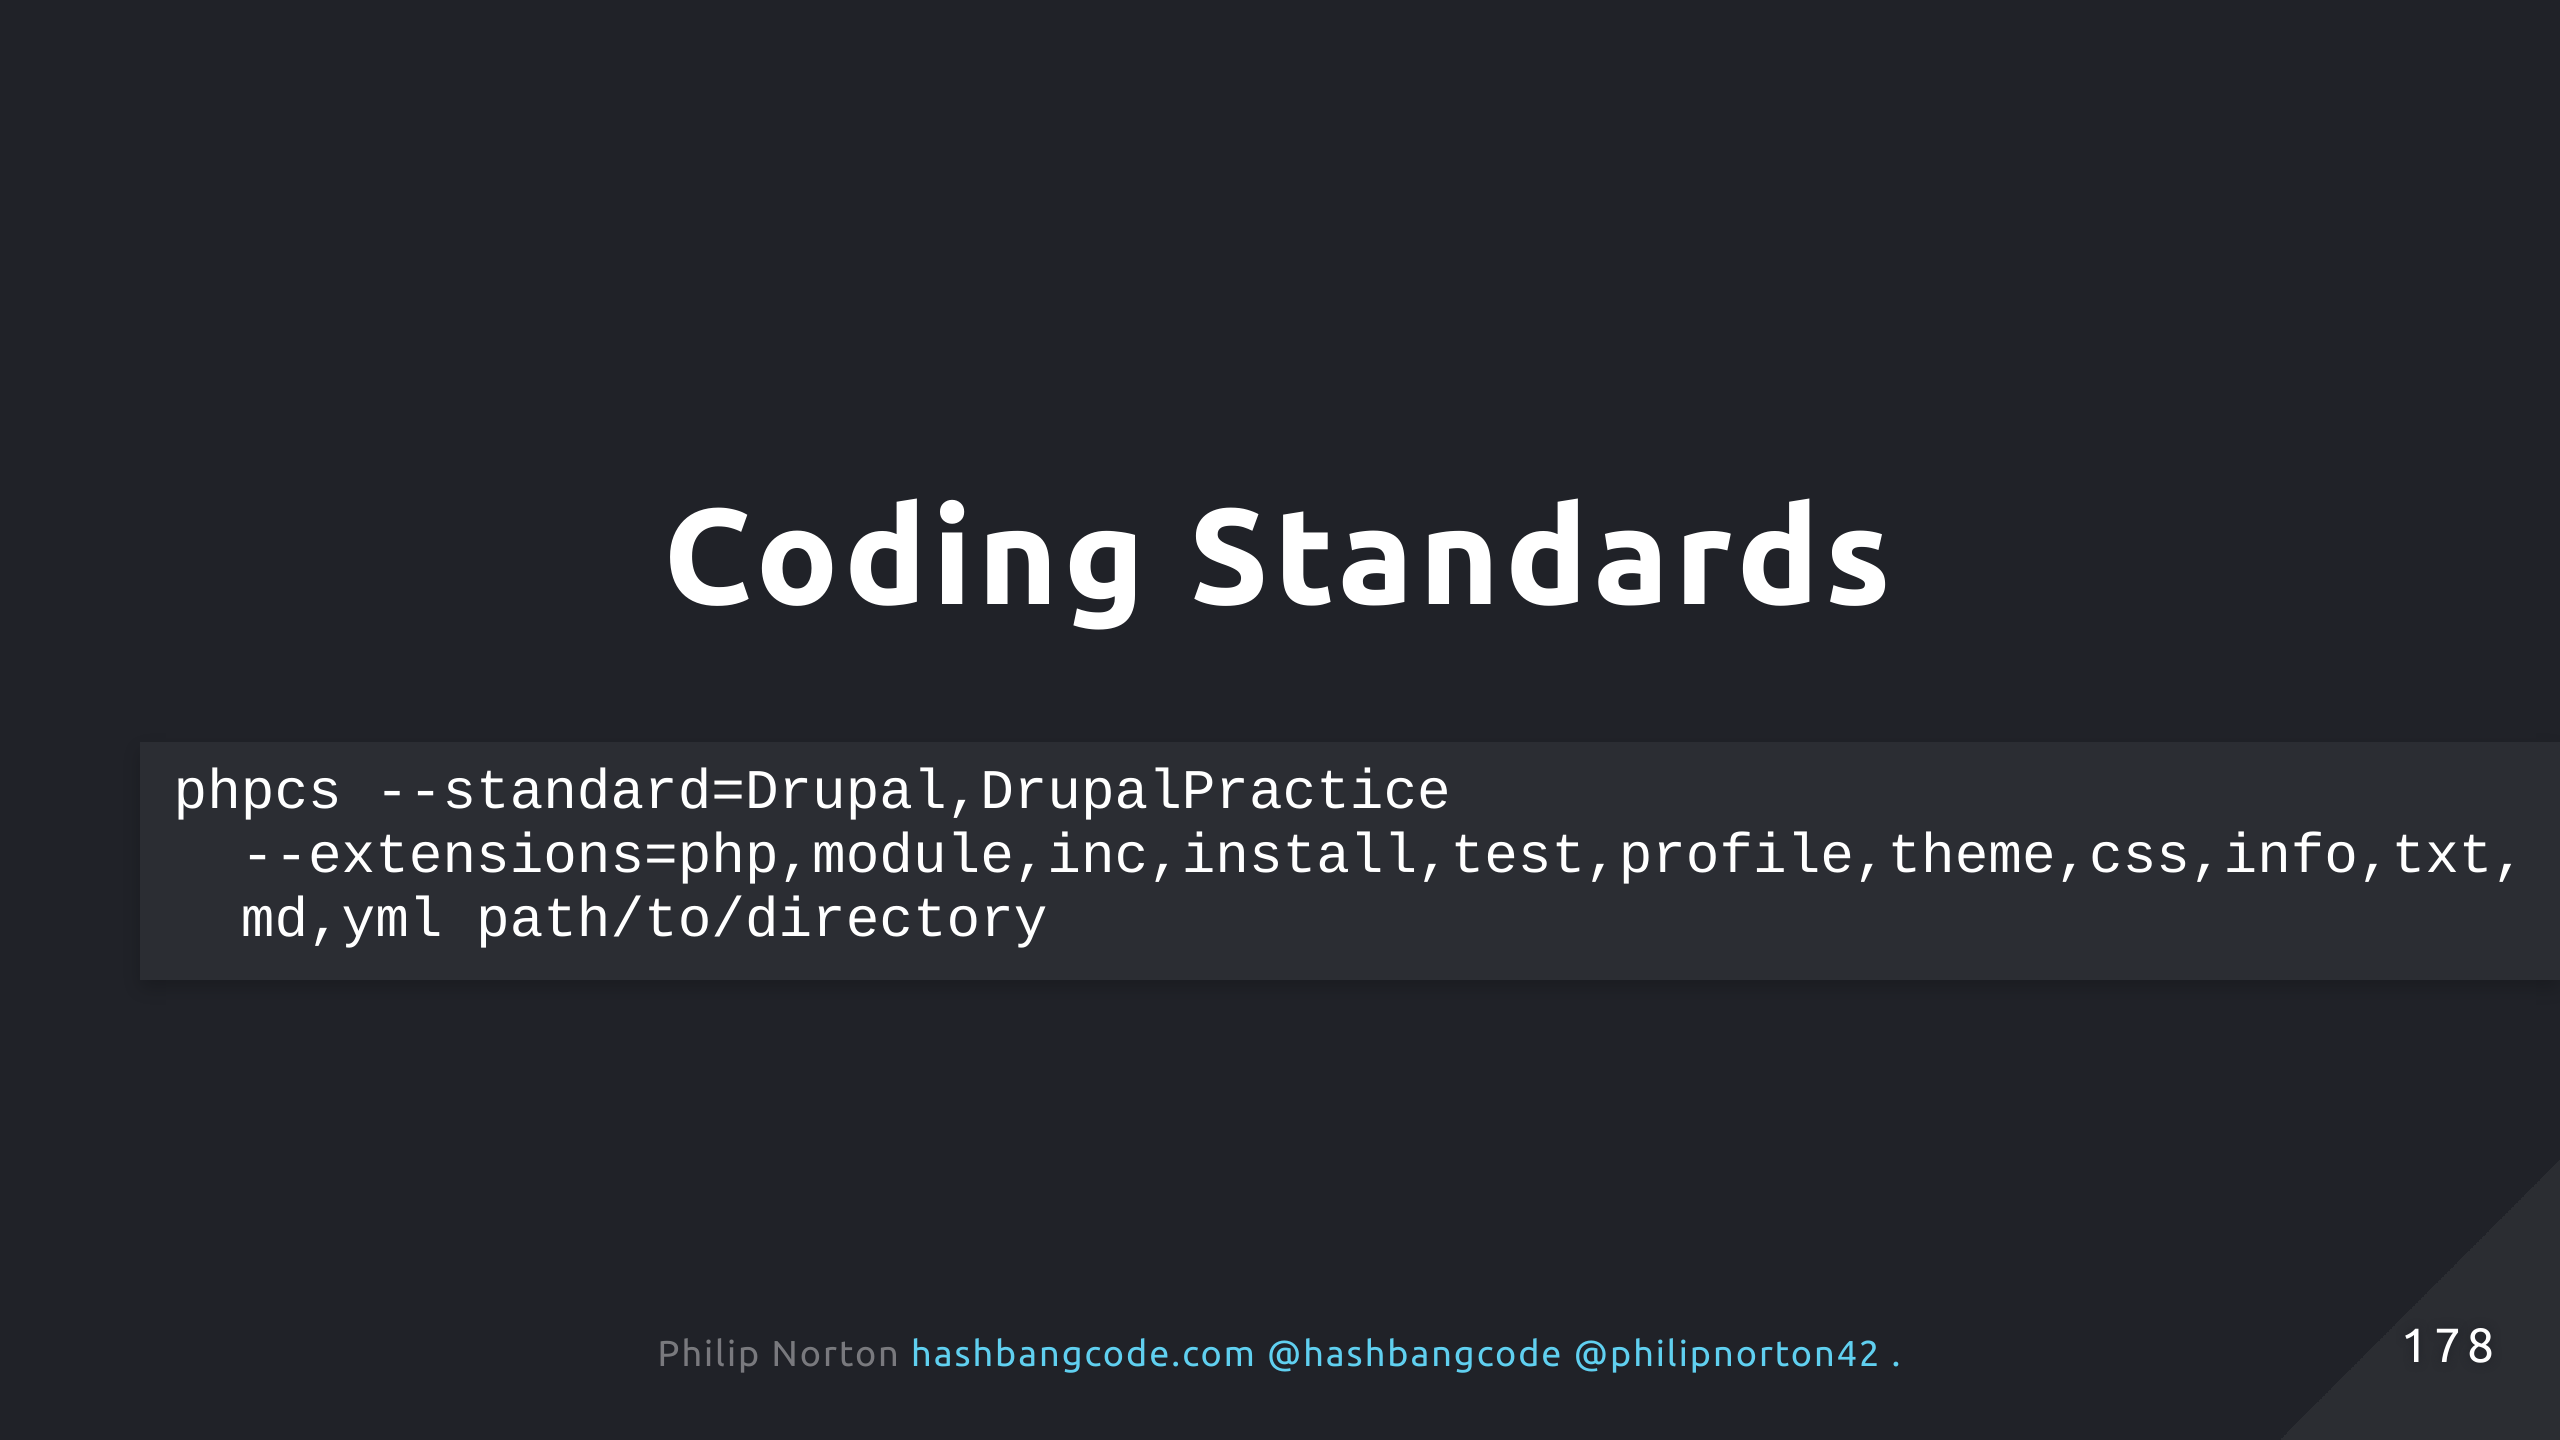 Coding Standards
phpcs --standard=Drupal,DrupalPractice
  --extensions=php,module,inc,install,test,profile,theme,css,info,txt,
  md,yml path/to/directory
Philip Norton hashbangcode.com @hashbangcode @philipnorton42 .
178